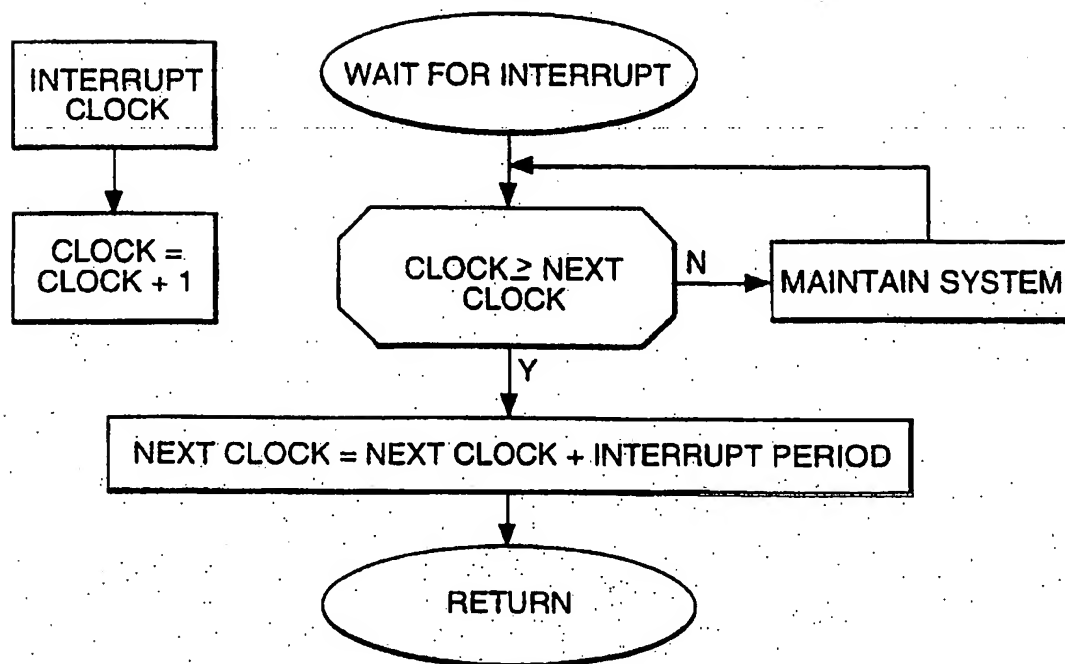 INTERRUPT
CLOCK
CLOCK =
CLOCK + 1
WAIT FOR INTERRUPT
CLOCK ≥ NEXT
CLOCK
N
MAINTAIN SYSTEM
Y
NEXT CLOCK = NEXT CLOCK + INTERRUPT PERIOD
RETURN